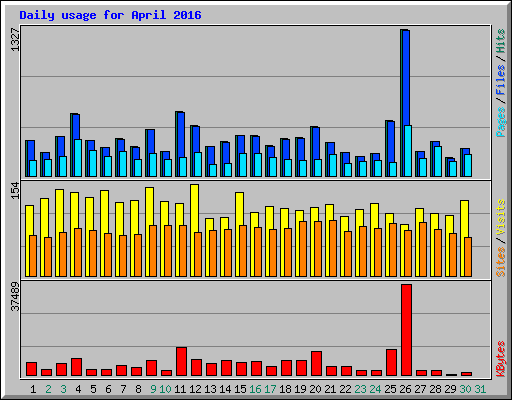 Daily usage for April 2016
1327
Pages / Files / Hits
154
Sites / Visits
37489
KBytes
1 2 3 4 5 6 7 8 9 10 11 12 13 14 15 16 17 18 19 20 21 22 23 24 25 26 27 28 29 30 31